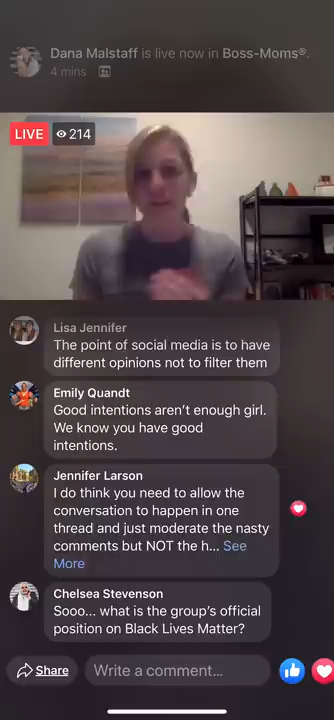 Dana Malstaff is live now in Boss-Moms®.
4 mins
LIVE
214
Lisa Jennifer
The point of social media is to have
different opinions not to filter them
Emily Quandt
Good intentions aren’t enough girl.
We know you have good
intentions.
Jennifer Larson
I do think you need to allow the
conversation to happen in one
thread and just moderate the nasty
comments but NOT the h... See
More
Chelsea Stevenson
Sooo... what is the group’s official
position on Black Lives Matter?
Share
Write a comment...